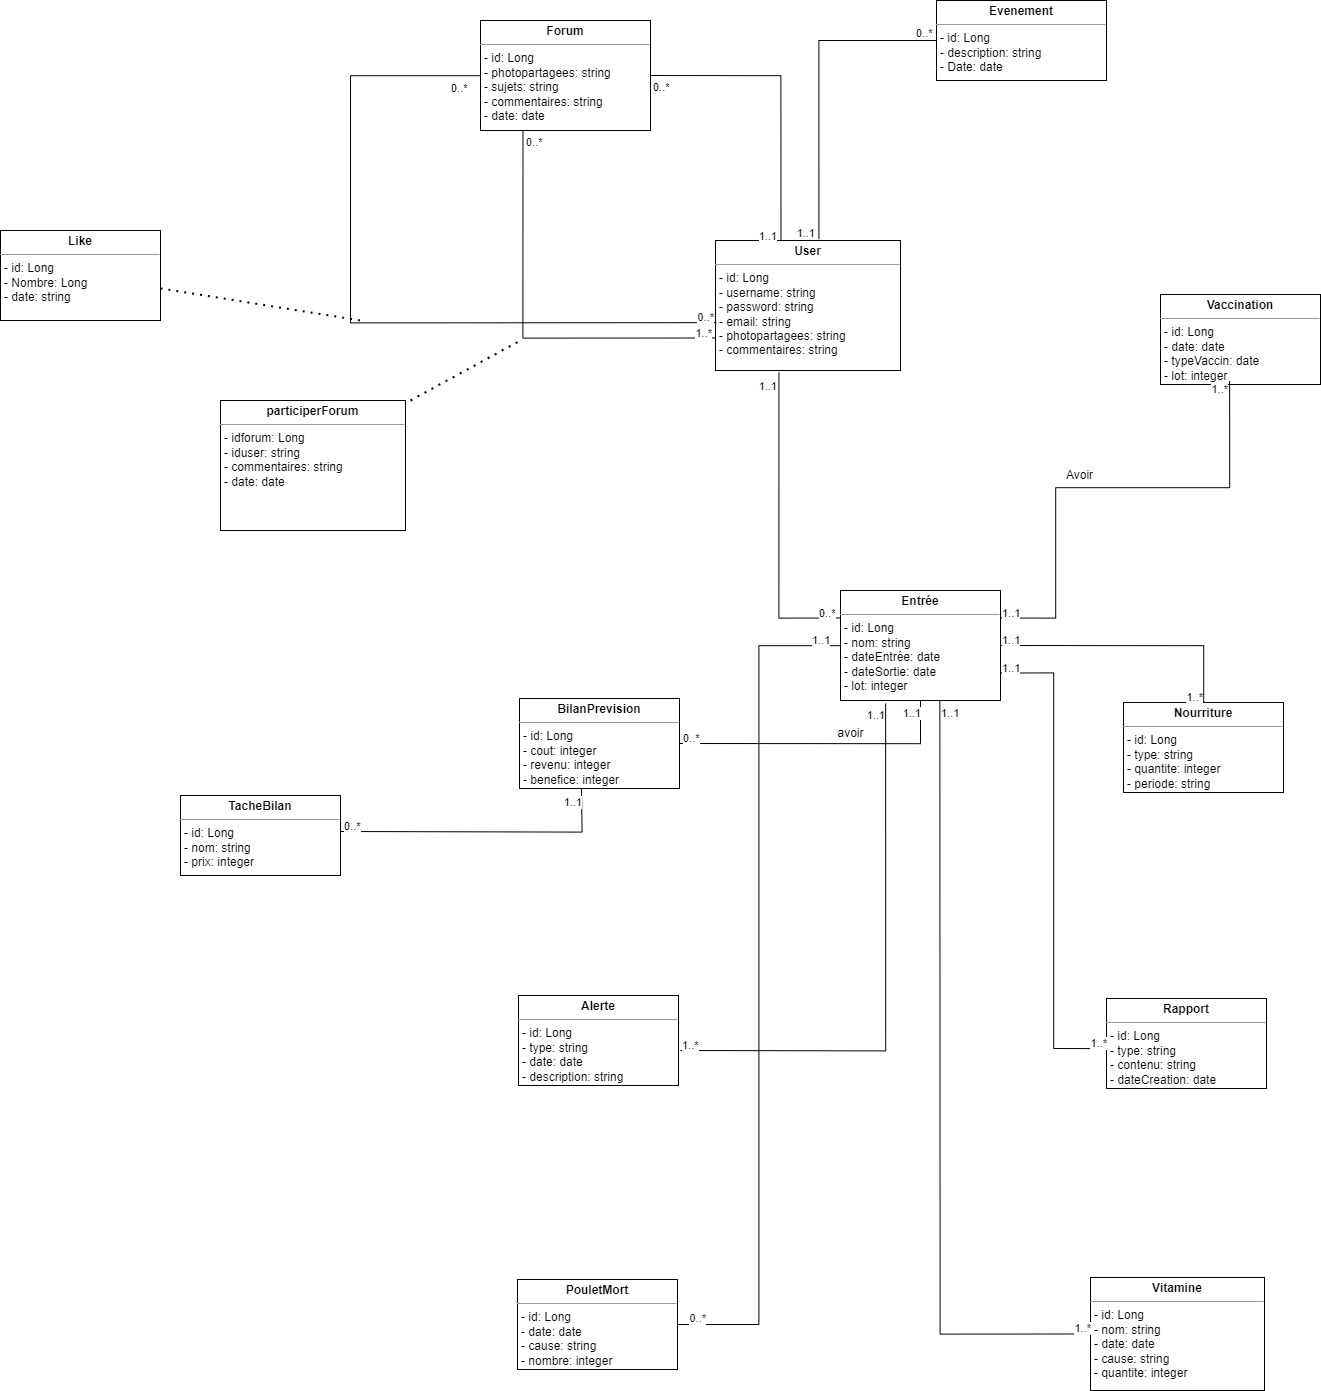 Evenement
- id: Long
- description: string
- Date: date
0..*
Forum
- id: Long
- photopartagees: string
- sujets: string
- commentaires: string
- date: date
0..*
0..*
0..*
Like
- id: Long
- Nombre: Long
- date: string
1..1
1..1
User
- id: Long
- username: string
- password: string
- email: string
- photopartagees: string
- commentaires: string
0..*
1..*
1..1
Vaccination
- id: Long
- date: date
- typeVaccin: date
- lot: integer
1..*
participerForum
- idforum: Long
- iduser: string
- commentaires: string
- date: date
Avoir
Entrée
- id: Long
- nom: string
- dateEntrée: date
- dateSortie: date
- lot: integer
0..*
1..1
1..1
1..1
1..1
1..1
1..1
1..1
1..*
Nourriture
- id: Long
- type: string
- quantite: integer
- periode: string
BilanPrevision
- id: Long
- cout: integer
- revenu: integer
- benefice: integer
0..*
avoir
1..1
TacheBilan
- id: Long
- nom: string
- prix: integer
0..*
Alerte
- id: Long
- type: string
- date: date
- description: string
1..*
Rapport
- id: Long
- type: string
- contenu: string
- dateCreation: date
1..*
PouletMort
- id: Long
- date: date
- cause: string
- nombre: integer
0..*
Vitamine
- id: Long
- nom: string
- date: date
- cause: string
- quantite: integer
1..*